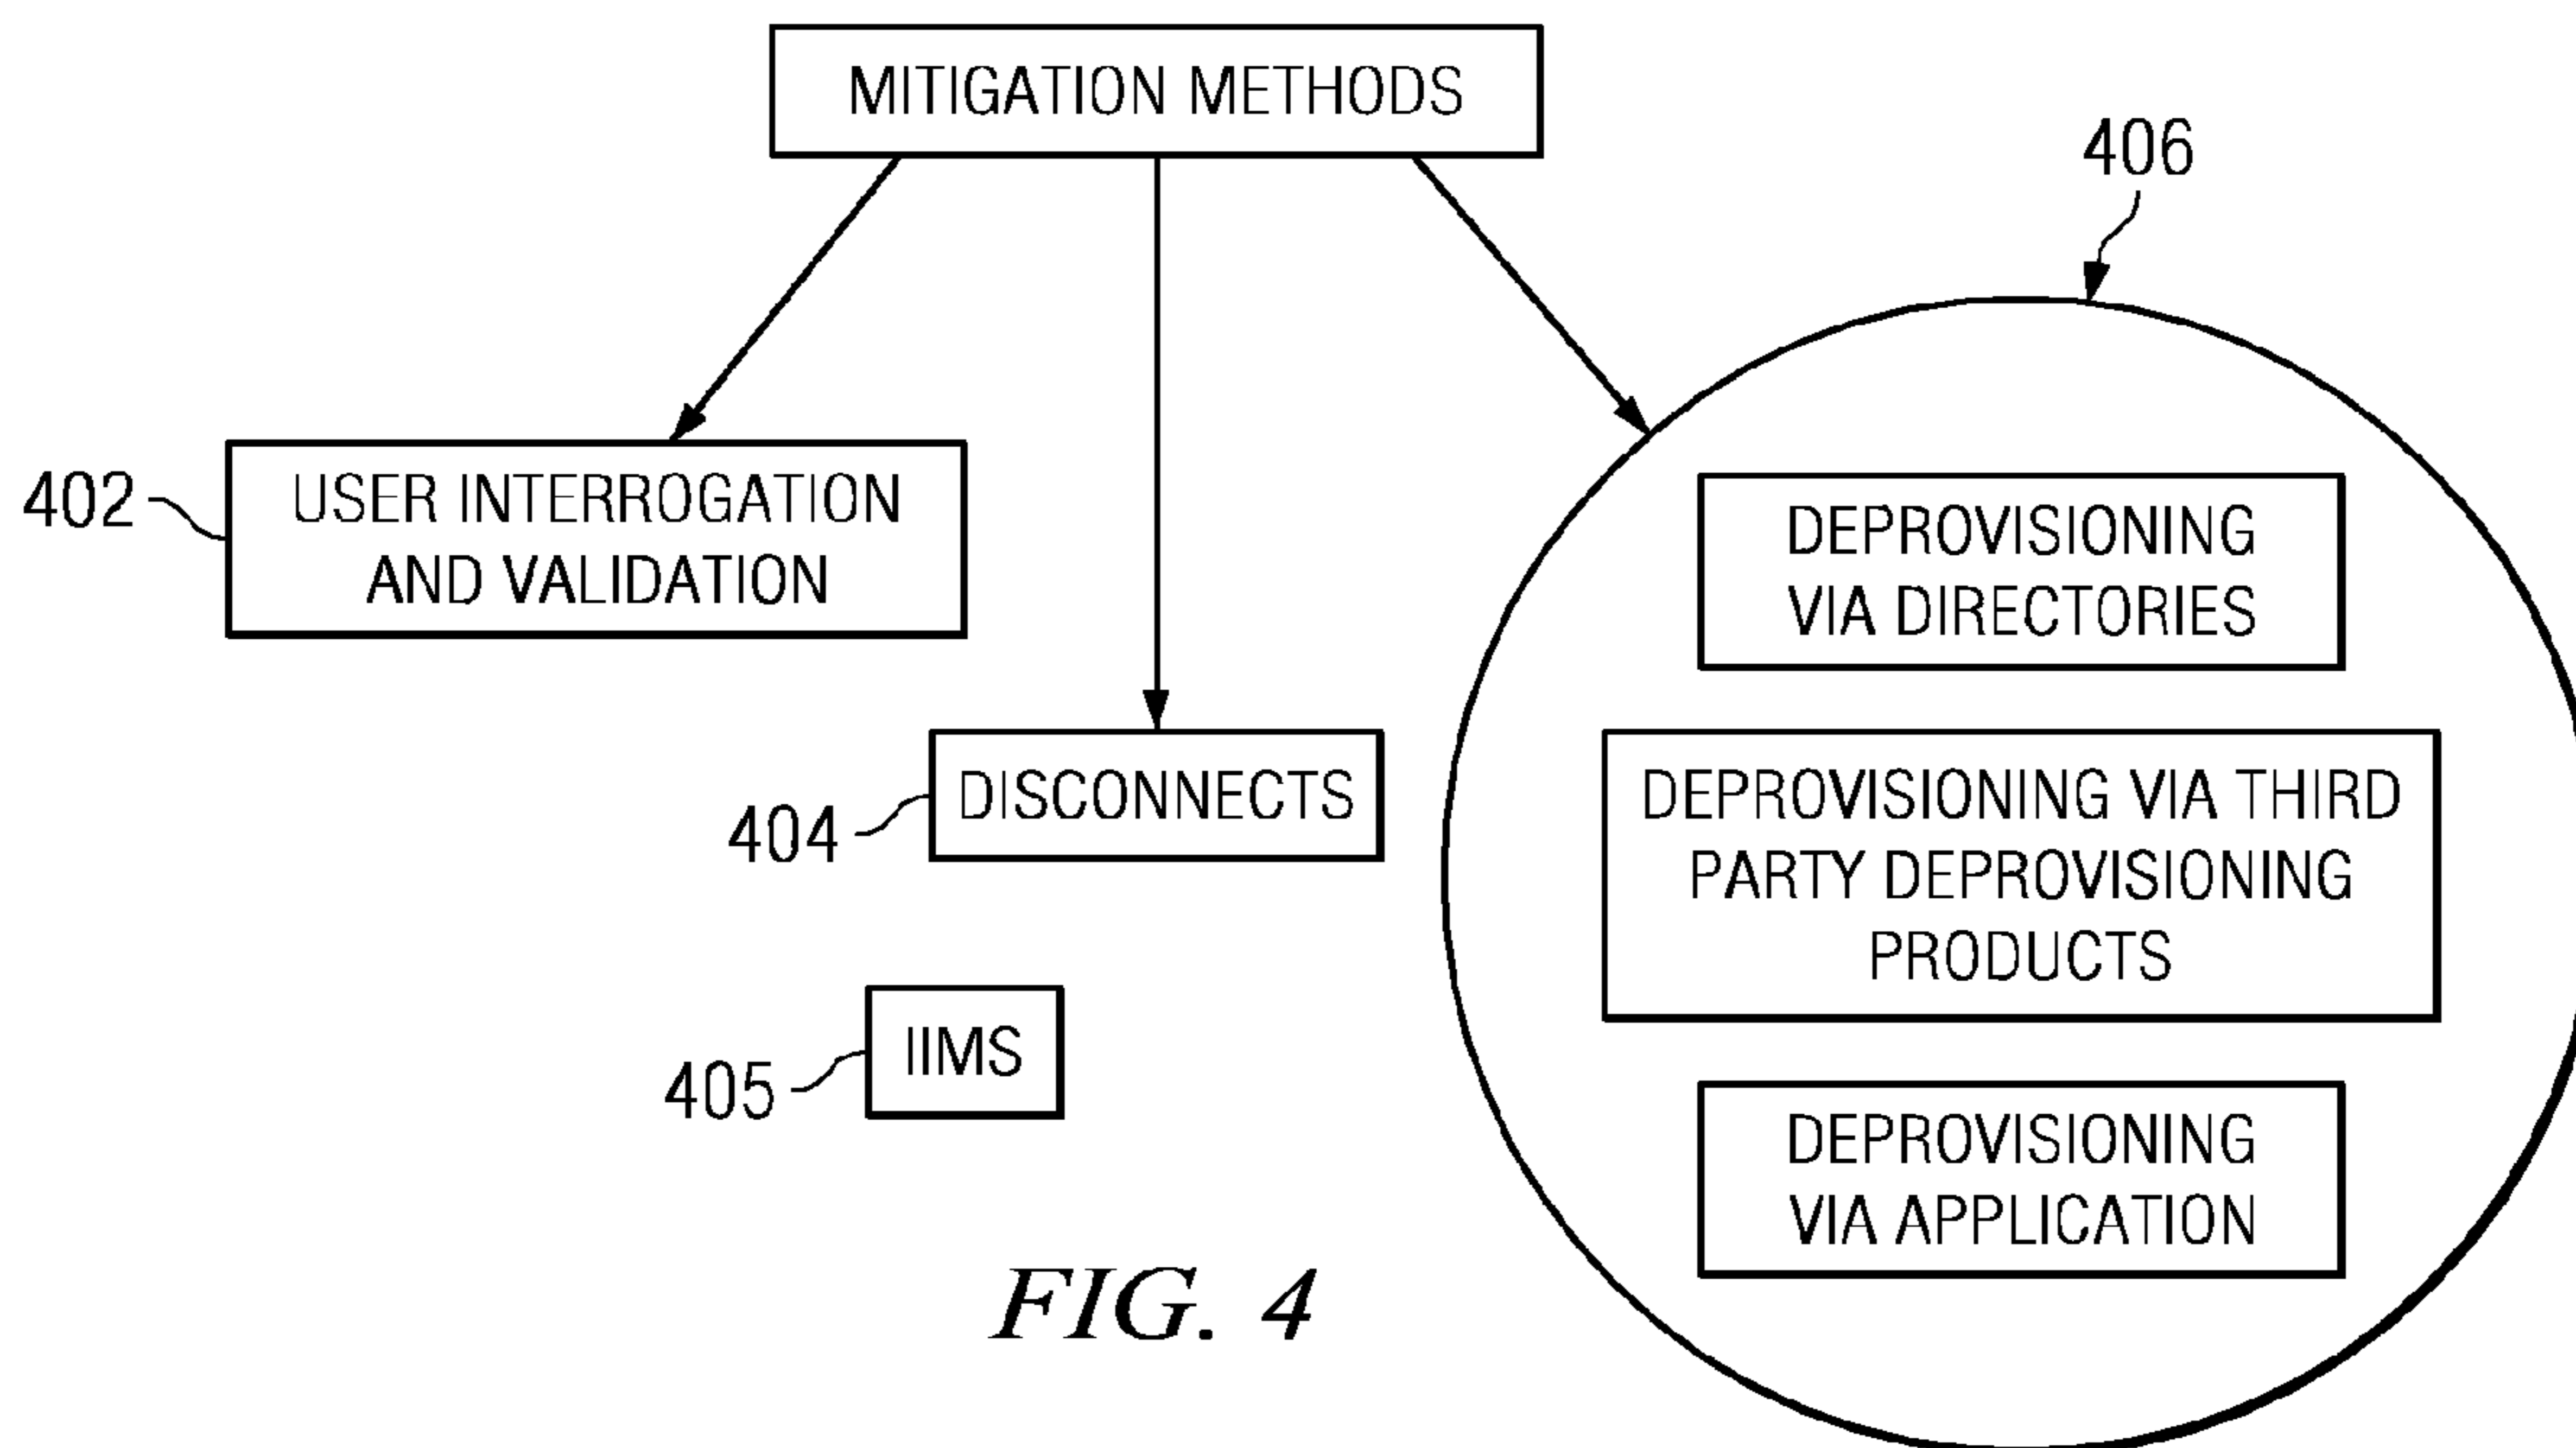 MITIGATION METHODS
406
402
USER INTERROGATION
AND VALIDATION
DEPROVISIONING
VIA DIRECTORIES
404
DISCONNECTS
DEPROVISIONING VIA THIRD
PARTY DEPROVISIONING
PRODUCTS
405
IIMS
DEPROVISIONING
VIA APPLICATION
FIG. 4